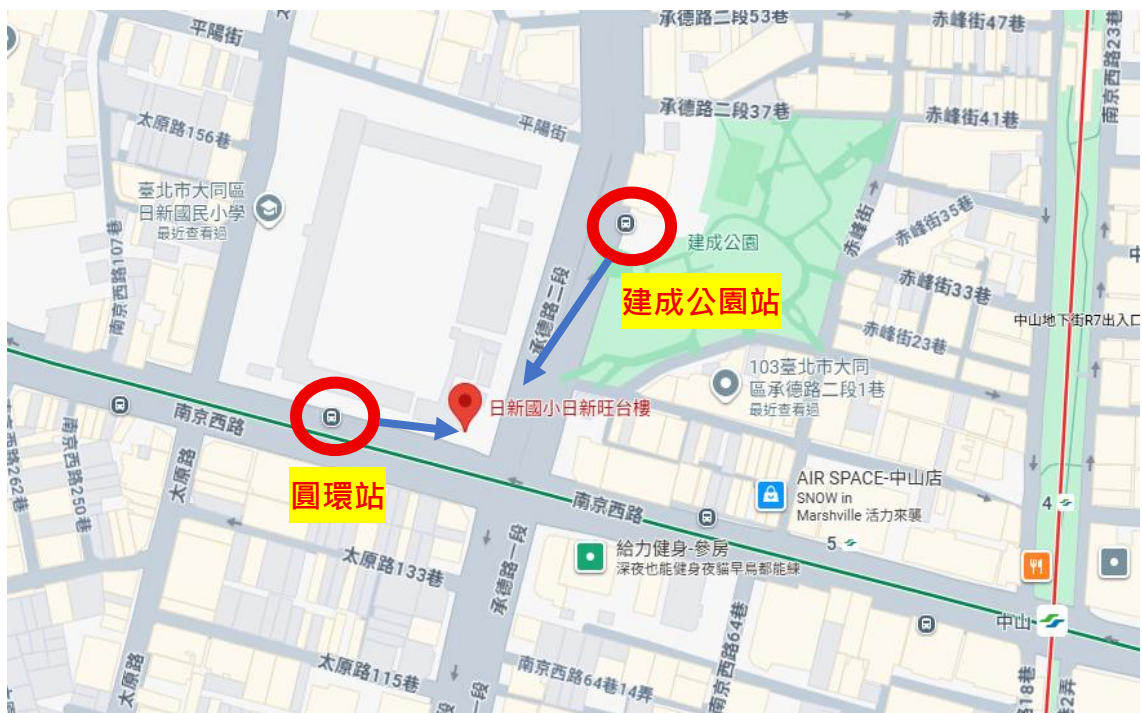 承德路二段53巷
赤峰街47巷
平陽街
南京西路23巷
承德路二段37巷
赤峰街41巷
太原路156巷
平陽街
臺北市大同區
日新國民小學
最近查看過
建成公園
赤峰街
赤峰街35巷
南京西路107巷
承德路二段
建成公園站
赤峰街33巷
中山地下街R7出入口
赤峰街23巷
103臺北市大同
區承德路二段1巷
最近查看過
日新國小日新旺台樓
南京西路
圓環站
南京西路262巷
南京西路250巷
太原路
AIR SPACE-中山店
SNOW in
Marshville 活力來襲
南京西路
4
5
給力健身-參房
深夜也能健身夜貓早鳥都能練
太原路133巷
承德路一段
中山
南京西路64巷
太原路
太原路115巷
南京西路64巷14弄
一段
18巷
巷2弄